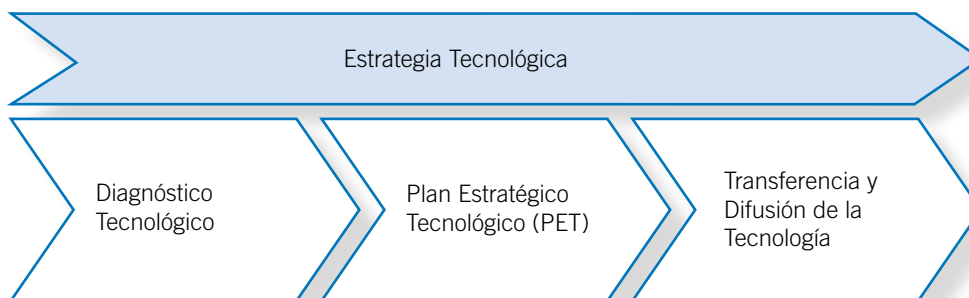 Estrategia Tecnológica
Diagnóstico
Tecnológico
Plan Estratégico
Tecnológico (PET)
Transferencia y
Difusión de la
Tecnología